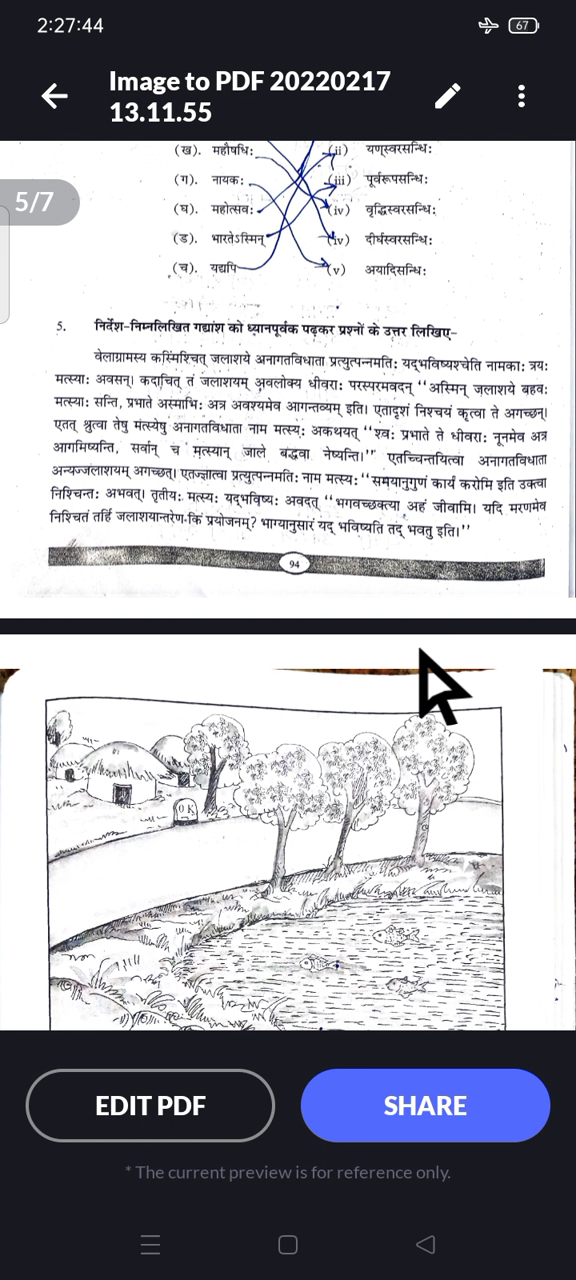 2:27:44
67
Image to PDF 20220217
13.11.55
5/7
(ख). महौषधि: (ii) यण्स्वरसन्धि:
(ग). नायक: (iii) पूर्वरूपसन्धि:
(घ). महोत्सव: (iv) वृद्धिस्वरसन्धि:
(ड). भारतेऽस्मिन् (iv) दीर्घस्वरसन्धि:
(च). यद्यपि (v) अयादिसन्धि:
5. निर्देश-निम्नलिखित गद्यांश को ध्यानपूर्वक पढ़कर प्रश्नों के उत्तर लिखिए-
वेलाग्रामस्य कस्मिंश्चित् जलाशये अनागतविधाता प्रत्युत्पन्नमति: यद्भविष्यश्चेति नामका: त्रय:
मत्स्या: अवसन्। कदाचित् तं जलाशयम् अवलोक्य धीवरा: परस्परमवदन् “अस्मिन् जलाशये बहव:
मत्स्या: सन्ति, प्रभाते अस्माभि: अत्र अवश्यमेव आगन्तव्यम् इति। एतादृशं निश्चयं कृत्वा ते अगच्छन्।
एतत् श्रुत्वा तेषु मत्स्येषु अनागतविधाता नाम मत्स्य: अकथयत् “श्व: प्रभाते ते धीवरा: नूनमेव अत्र
आगमिष्यन्ति, सर्वान् च मत्स्यान् जाले बद्धवा नेष्यन्ति।” एतच्चिन्तयित्वा अनागतविधाता
अन्यज्जलाशयम् अगच्छत्। एतज्ज्ञात्वा प्रत्युत्पन्नमति: नाम मत्स्य: “समयानुगुणं कार्यं करोमि इति उक्त्वा
निश्चिन्त: अभवत्। तृतीय: मत्स्य: यद्भविष्य: अवदत् “भगवच्छक्त्या अहं जीवामि। यदि मरणमेव
निश्चितं तर्हि जलाशयान्तरेण किं प्रयोजनम्? भाग्यानुसारं यद् भविष्यति तद् भवतु इति।”
94
0 K
EDIT PDF
SHARE
* The current preview is for reference only.